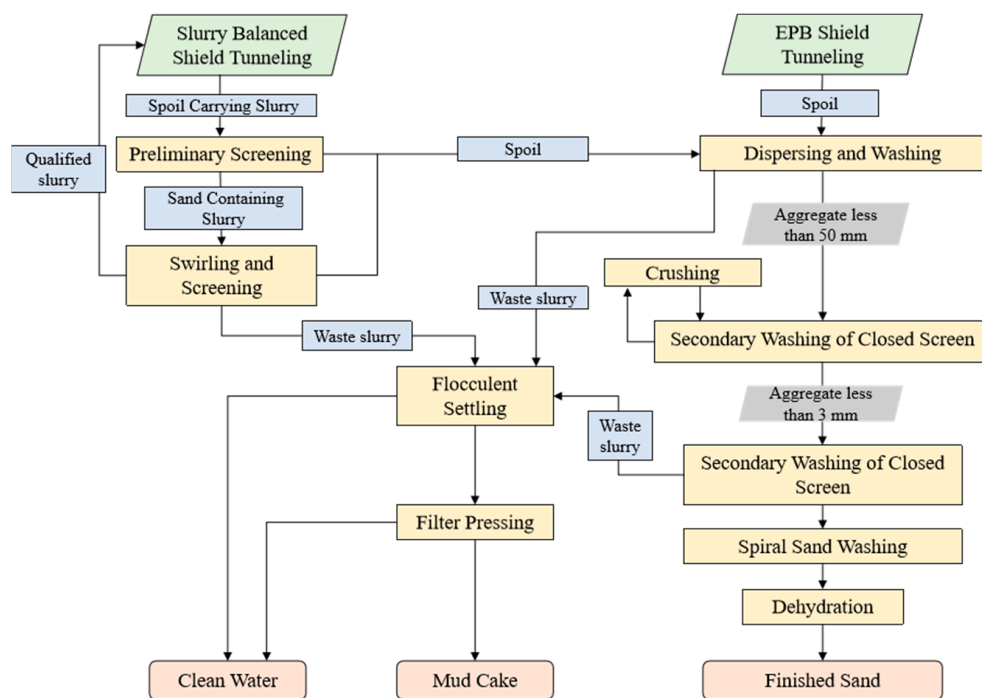 Slurry Balanced
Shield Tunneling
EPB Shield
Tunneling
Spoil Carrying Slurry
Spoil
Qualified
slurry
Preliminary Screening
Spoil
Dispersing and Washing
Sand Containing
Slurry
Aggregate less
than 50 mm
Swirling and
Screening
Crushing
Waste slurry
Waste slurry
Secondary Washing of Closed Screen
Flocculent
Settling
Aggregate less
than 3 mm
Waste
slurry
Secondary Washing of Closed
Screen
Filter Pressing
Spiral Sand Washing
Dehydration
Clean Water
Mud Cake
Finished Sand